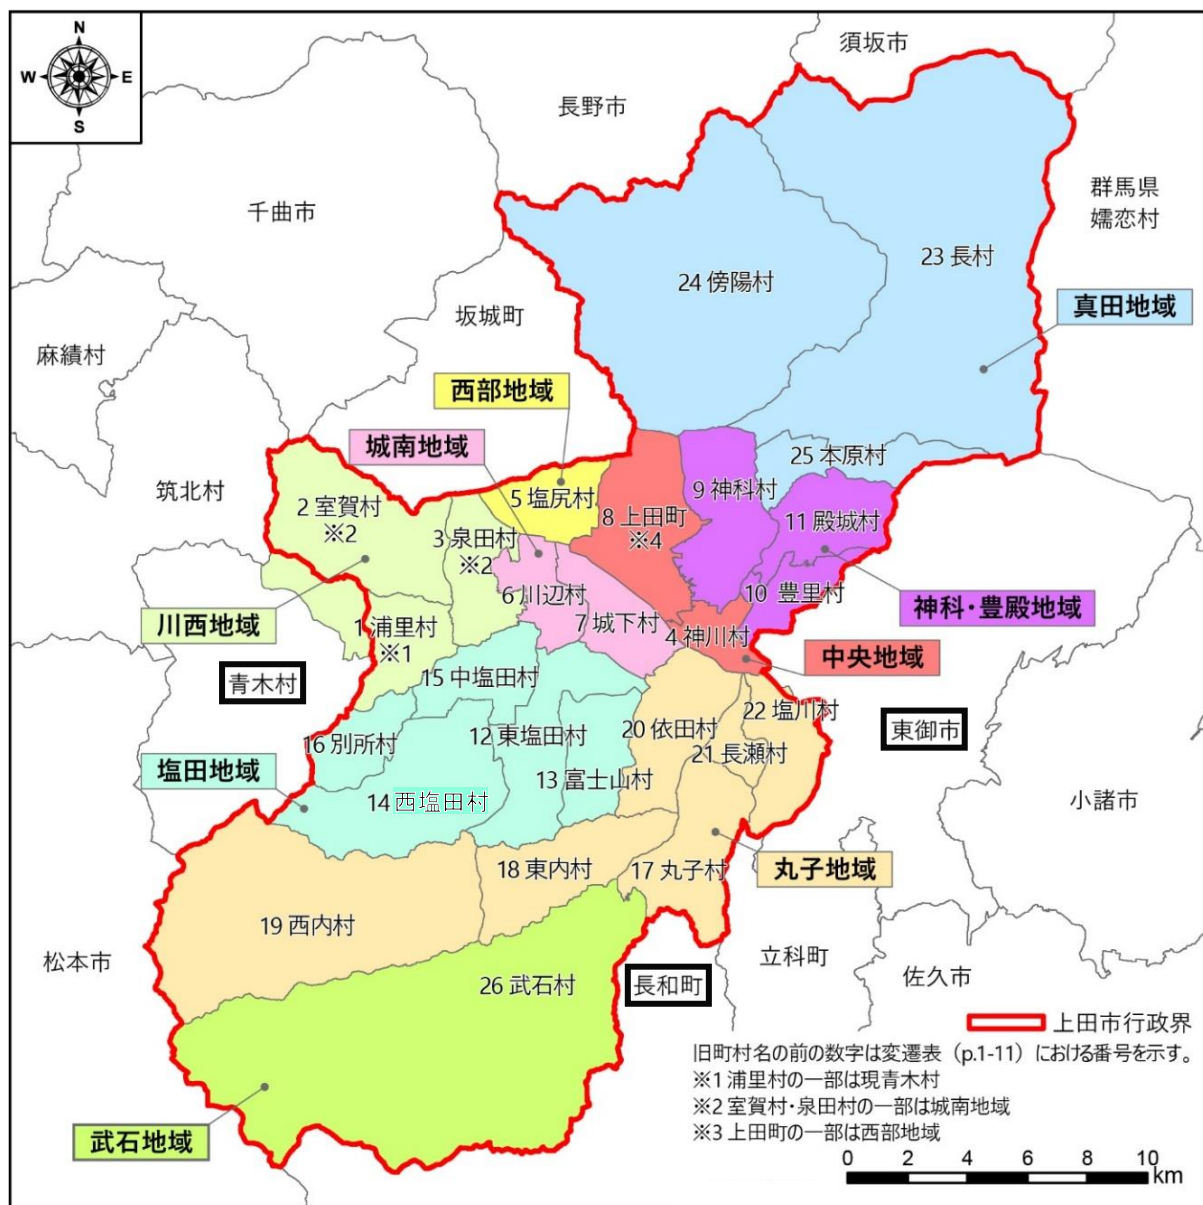 N
W
E
S
須坂市
長野市
群馬県
嬬恋村
千曲市
23 長村
24 傍陽村
真田地域
坂城町
麻績村
西部地域
城南地域
25 本原村
筑北村
5 塩尻村
9 神科村
2 室賀村
※2
8 上田町
※4
11 殿城村
3 泉田村
※2
6 川辺村
10 豊里村
神科・豊殿地域
川西地域
1 浦里村
※1
7 城下村
4 神川村
中央地域
青木村
15 中塩田村
22 塩川村
20 依田村
東御市
16 別所村
12 東塩田村
21 長瀬村
塩田地域
13 富士山村
14 西塩田村
小諸市
18 東内村
17 丸子村
丸子地域
19 西内村
松本市
立科町
佐久市
26 武石村
長和町
上田市行政界
旧町村名の前の数字は変遷表（p.1-11）における番号を示す。
※1 浦里村の一部は現青木村
※2 室賀村・泉田村の一部は城南地域
※3 上田町の一部は西部地域
武石地域
0 2 4 6 8 10
km